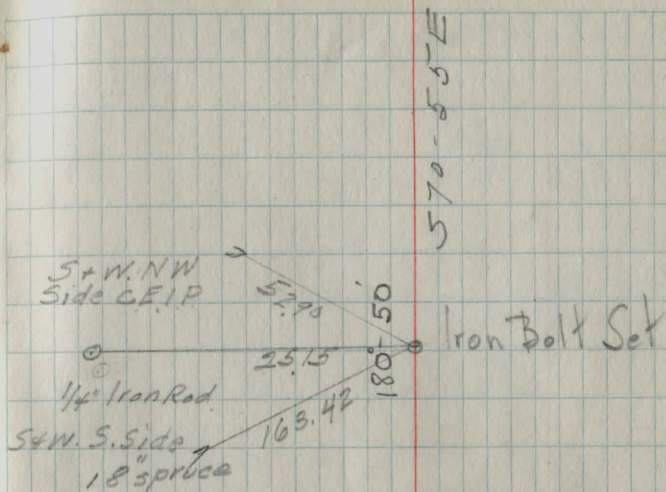 S70-55E
S+W. NW
Side C.E.I.P.
52.90
180°-50'
Iron Bolt Set
25.15
1/4" Iron Rod
163.42
S+W. S. Side
18" spruce